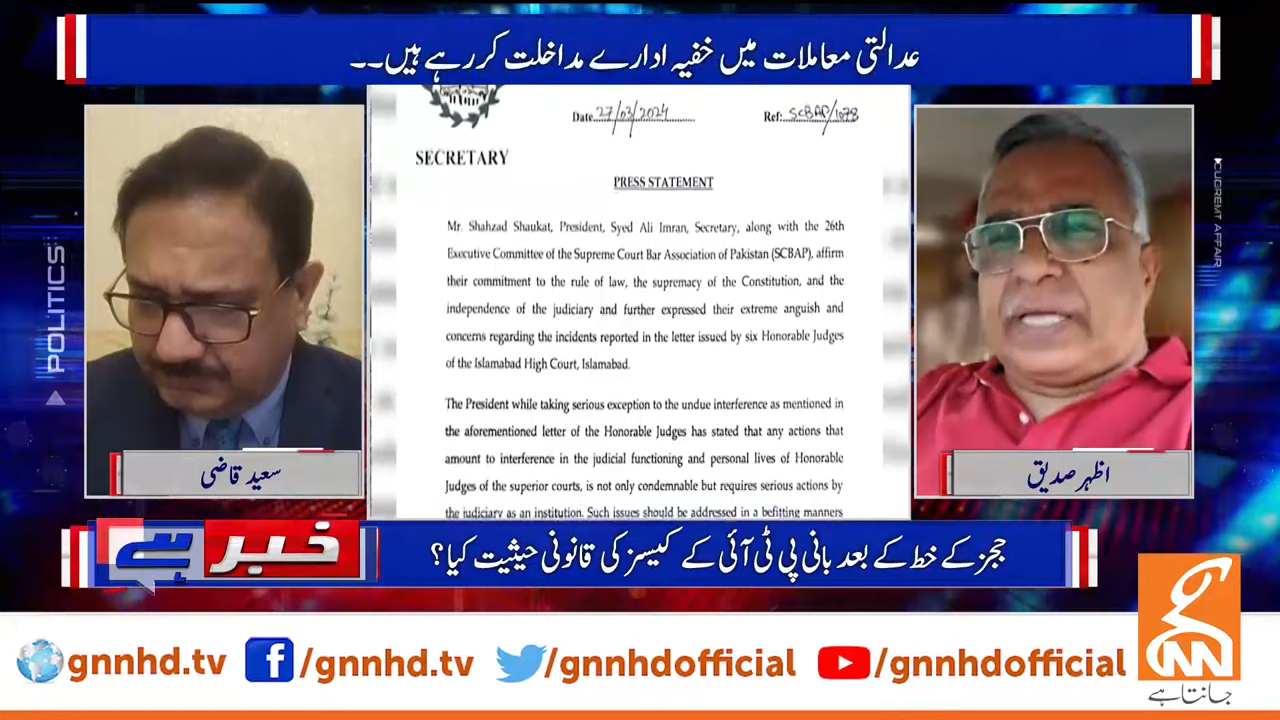 عدالتی معاملات میں خفیہ ادارے مداخلت کر رہے ہیں۔۔
Date..27/03/2024........
Ref:..SCBAP/1078
SECRETARY
PRESS STATEMENT
Mr. Shahzad Shaukat, President, Syed Ali Imran, Secretary, along with the 26th
Executive Committee of the Supreme Court Bar Association of Pakistan (SCBAP), affirm
their commitment to the rule of law, the supremacy of the Constitution, and the
independence of the judiciary and further expressed their extreme anguish and
concerns regarding the incidents reported in the letter issued by six Honorable Judges
of the Islamabad High Court, Islamabad.
The President while taking serious exception to the undue interference as mentioned in
the aforementioned letter of the Honorable Judges has stated that any actions that
amount to interference in the judicial functioning and personal lives of Honorable
Judges of the superior courts, is not only condemnable but requires serious actions by
the judiciary as an institution. Such issues should be addressed in a befitting manners
POLITICS
CUGREMT AFFAIR
سعید قاضی
اظہر صدیق
خبر ہے
ججز کے خط کے بعد بانی پی ٹی آئی کے کیسز کی قانونی حیثیت کیا؟
gnnhd.tv
/gnnhd.tv
/gnnhdofficial
/gnnhdofficial
GNN
جانتا ہے